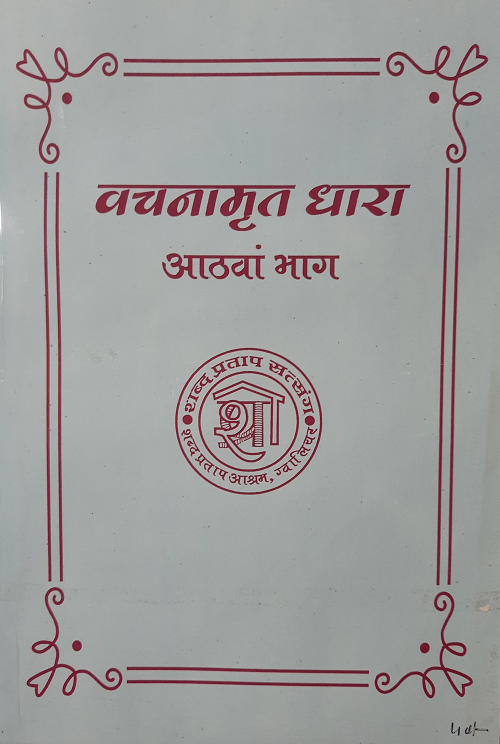 वचनामृत धारा
आठवां भाग
शब्द प्रताप सत्संग
शा
शब्द प्रताप आश्रम, ग्वालियर